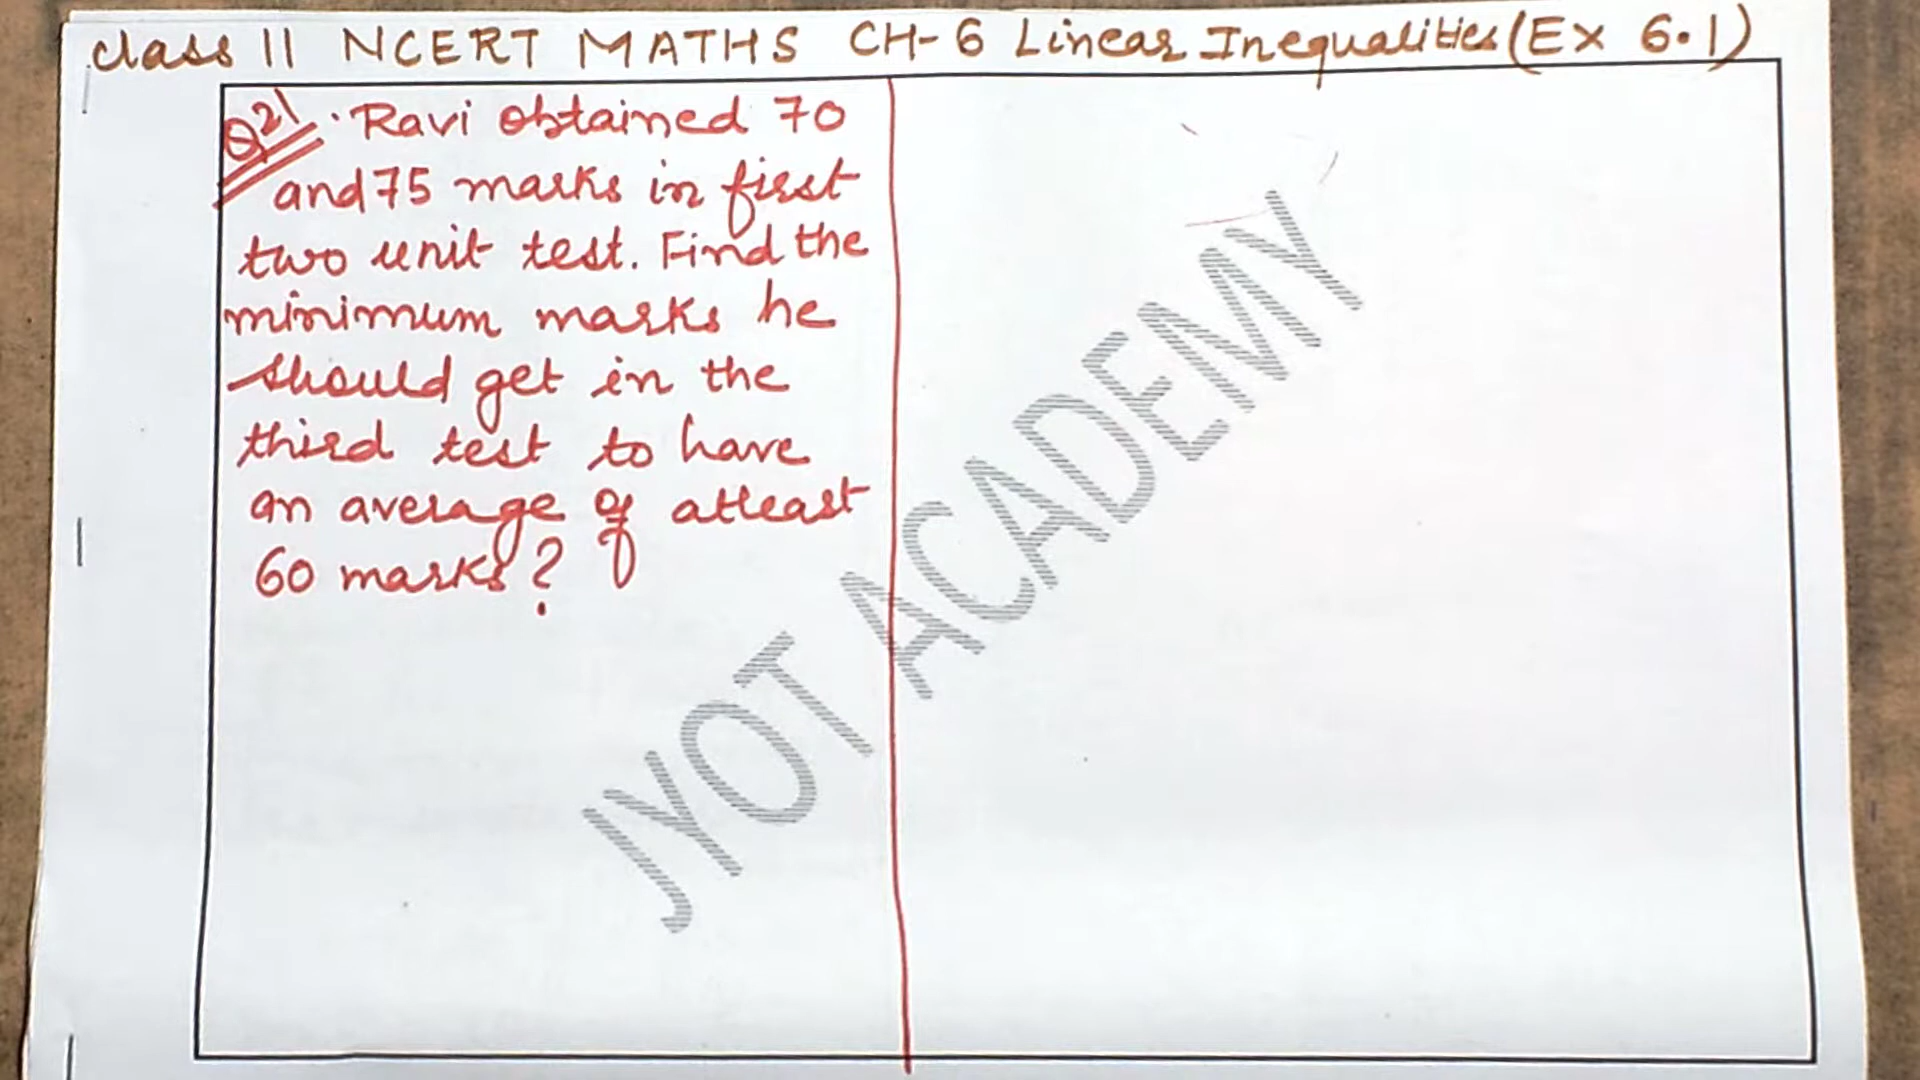 Class 11 NCERT MATHS CH-6 Linear Inequalities (Ex 6.1)
Q21. Ravi obtained 70
and 75 marks in first
two unit test. Find the
minimum marks he
should get in the
third test to have
an average of atleast
60 marks?
JYOT ACADEMY